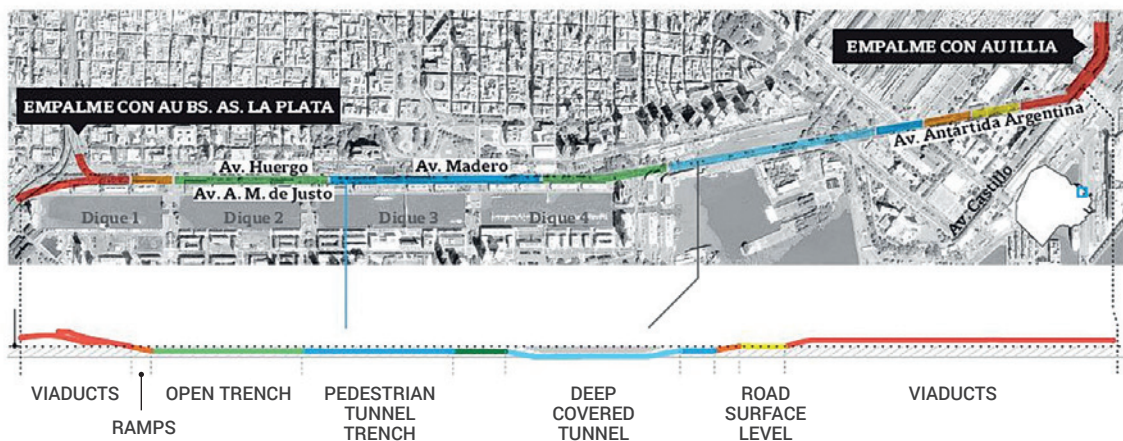 EMPALME CON AU ILLIA
EMPALME CON AU BS. AS. LA PLATA
Av. Huergo
Av. Madero
Av. Antártida Argentina
Av. A. M. de Justo
Av. Castillo
Dique 1
Dique 2
Dique 3
Dique 4
VIADUCTS
RAMPS
OPEN TRENCH
PEDESTRIAN
TUNNEL
TRENCH
DEEP
COVERED
TUNNEL
ROAD
SURFACE
LEVEL
VIADUCTS